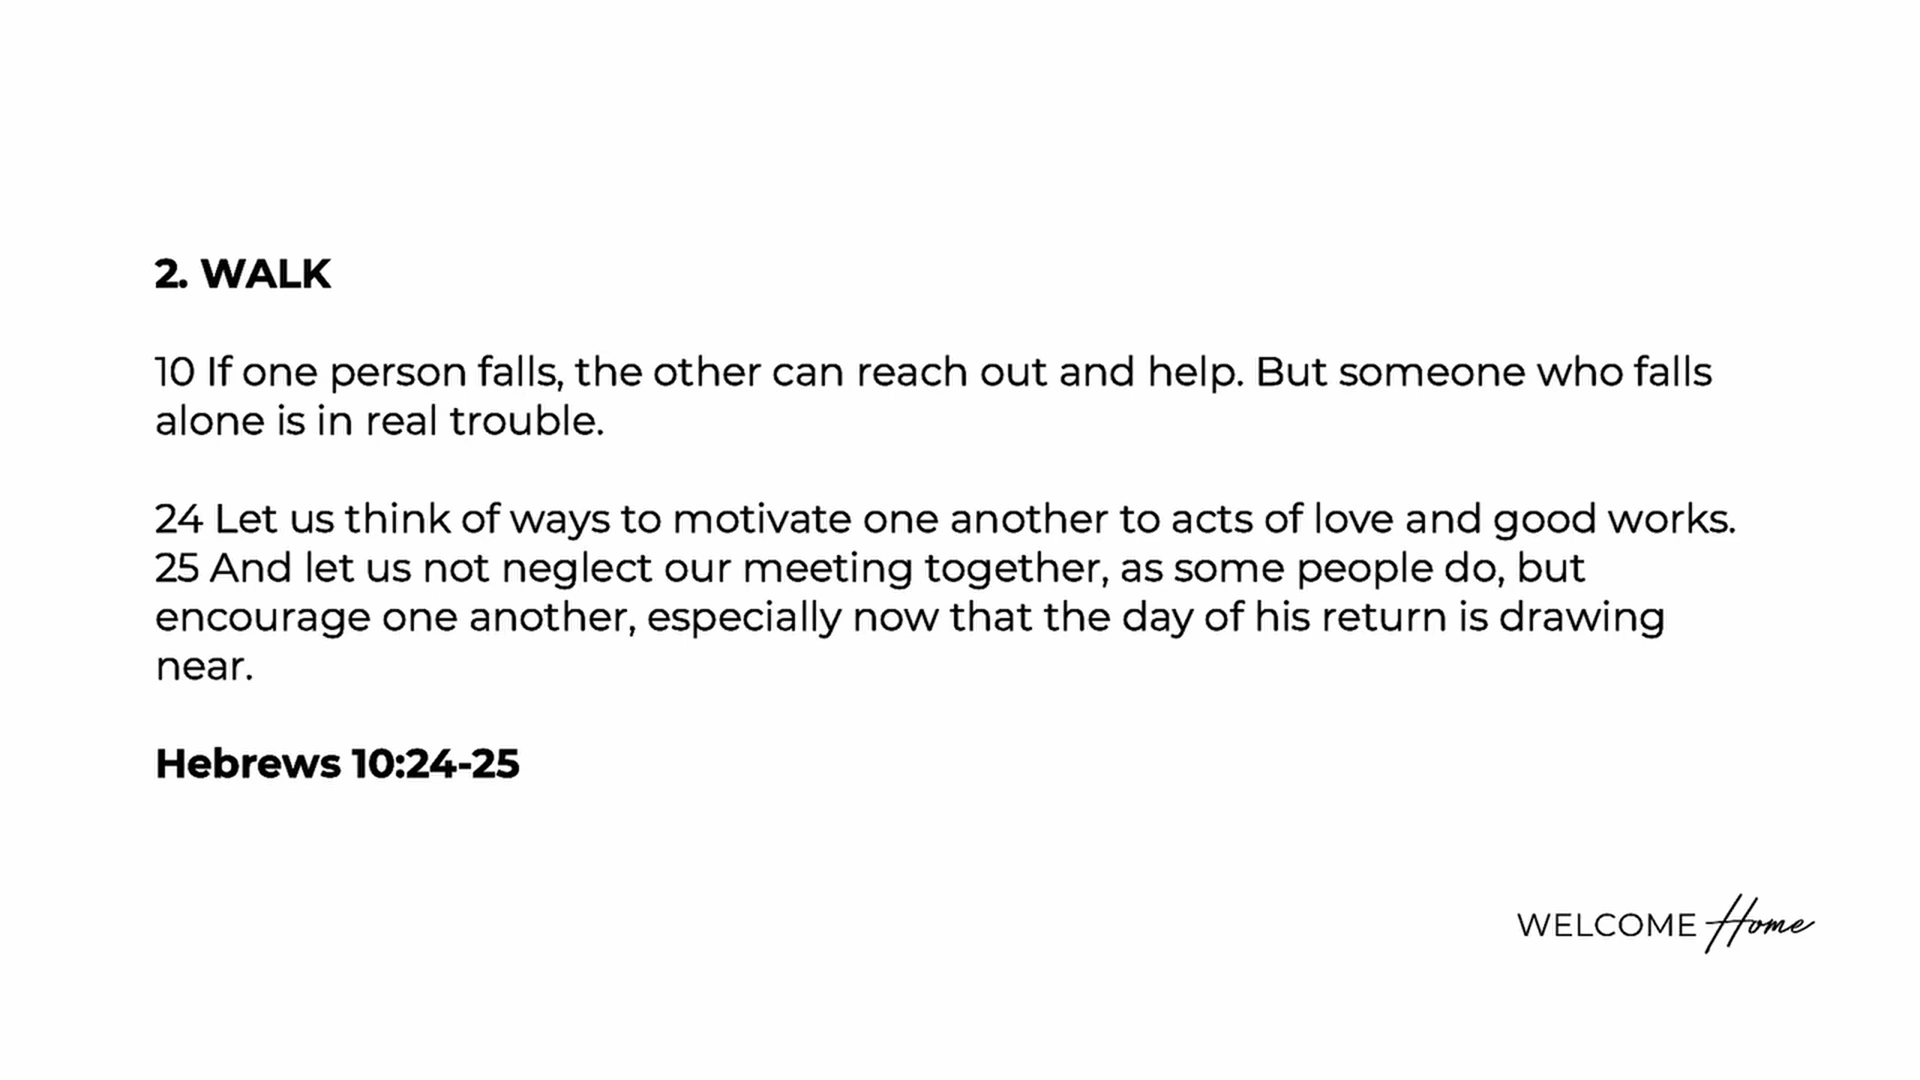 2. WALK
10 If one person falls, the other can reach out and help. But someone who falls
alone is in real trouble.
24 Let us think of ways to motivate one another to acts of love and good works.
25 And let us not neglect our meeting together, as some people do, but
encourage one another, especially now that the day of his return is drawing
near.
Hebrews 10:24-25
WELCOME Home